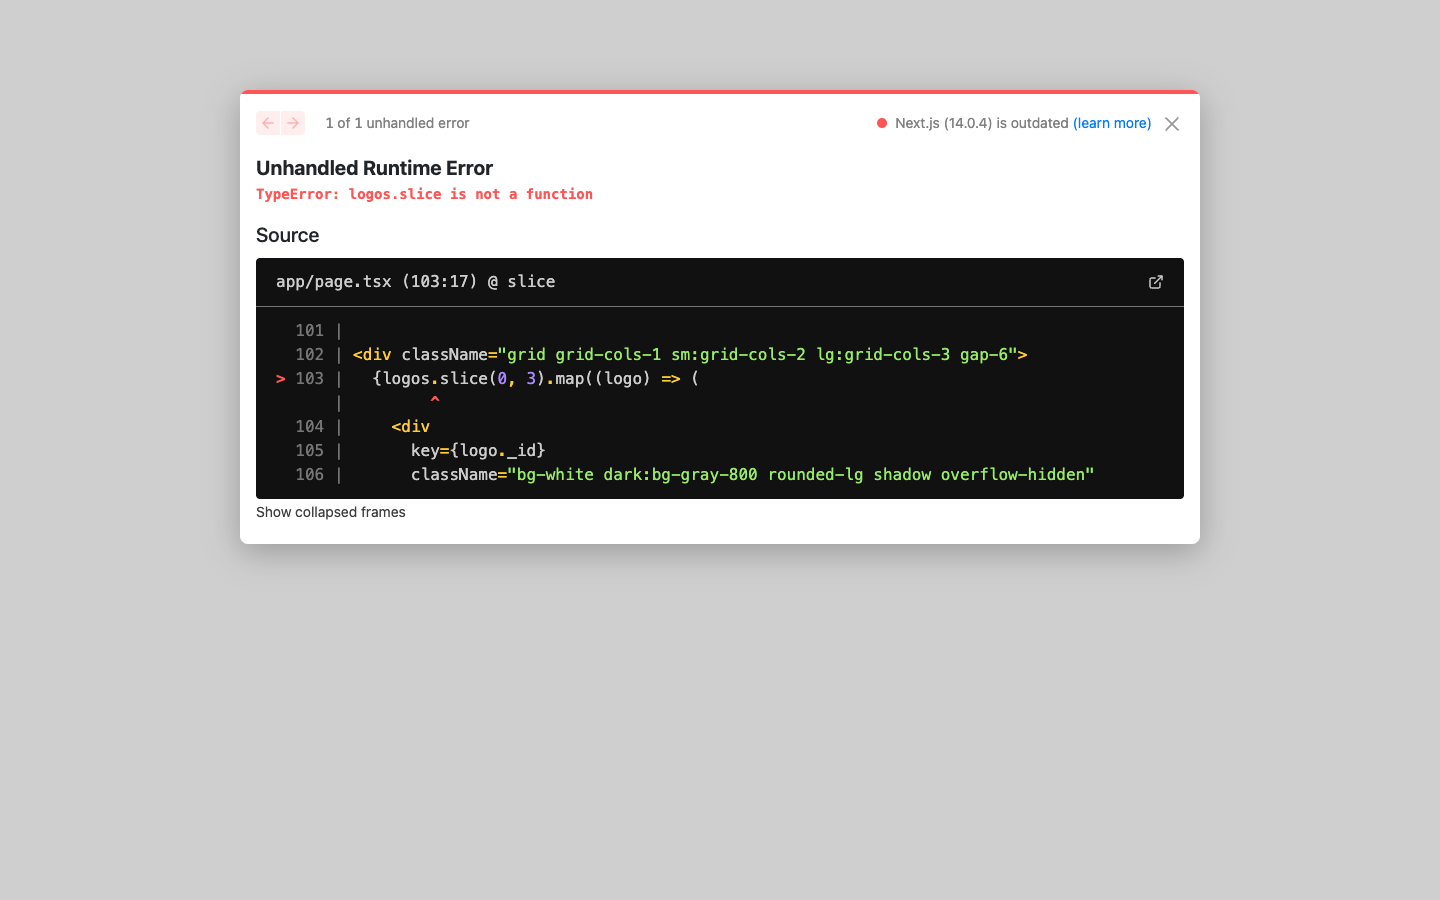 1 of 1 unhandled error
Next.js (14.0.4) is outdated (learn more)
Unhandled Runtime Error
TypeError: logos.slice is not a function
Source
app/page.tsx (103:17) @ slice
  101 |
  102 | <div className="grid grid-cols-1 sm:grid-cols-2 lg:grid-cols-3 gap-6">
> 103 |   {logos.slice(0, 3).map((logo) => (
      |         ^
  104 |     <div
  105 |       key={logo._id}
  106 |       className="bg-white dark:bg-gray-800 rounded-lg shadow overflow-hidden"
Show collapsed frames